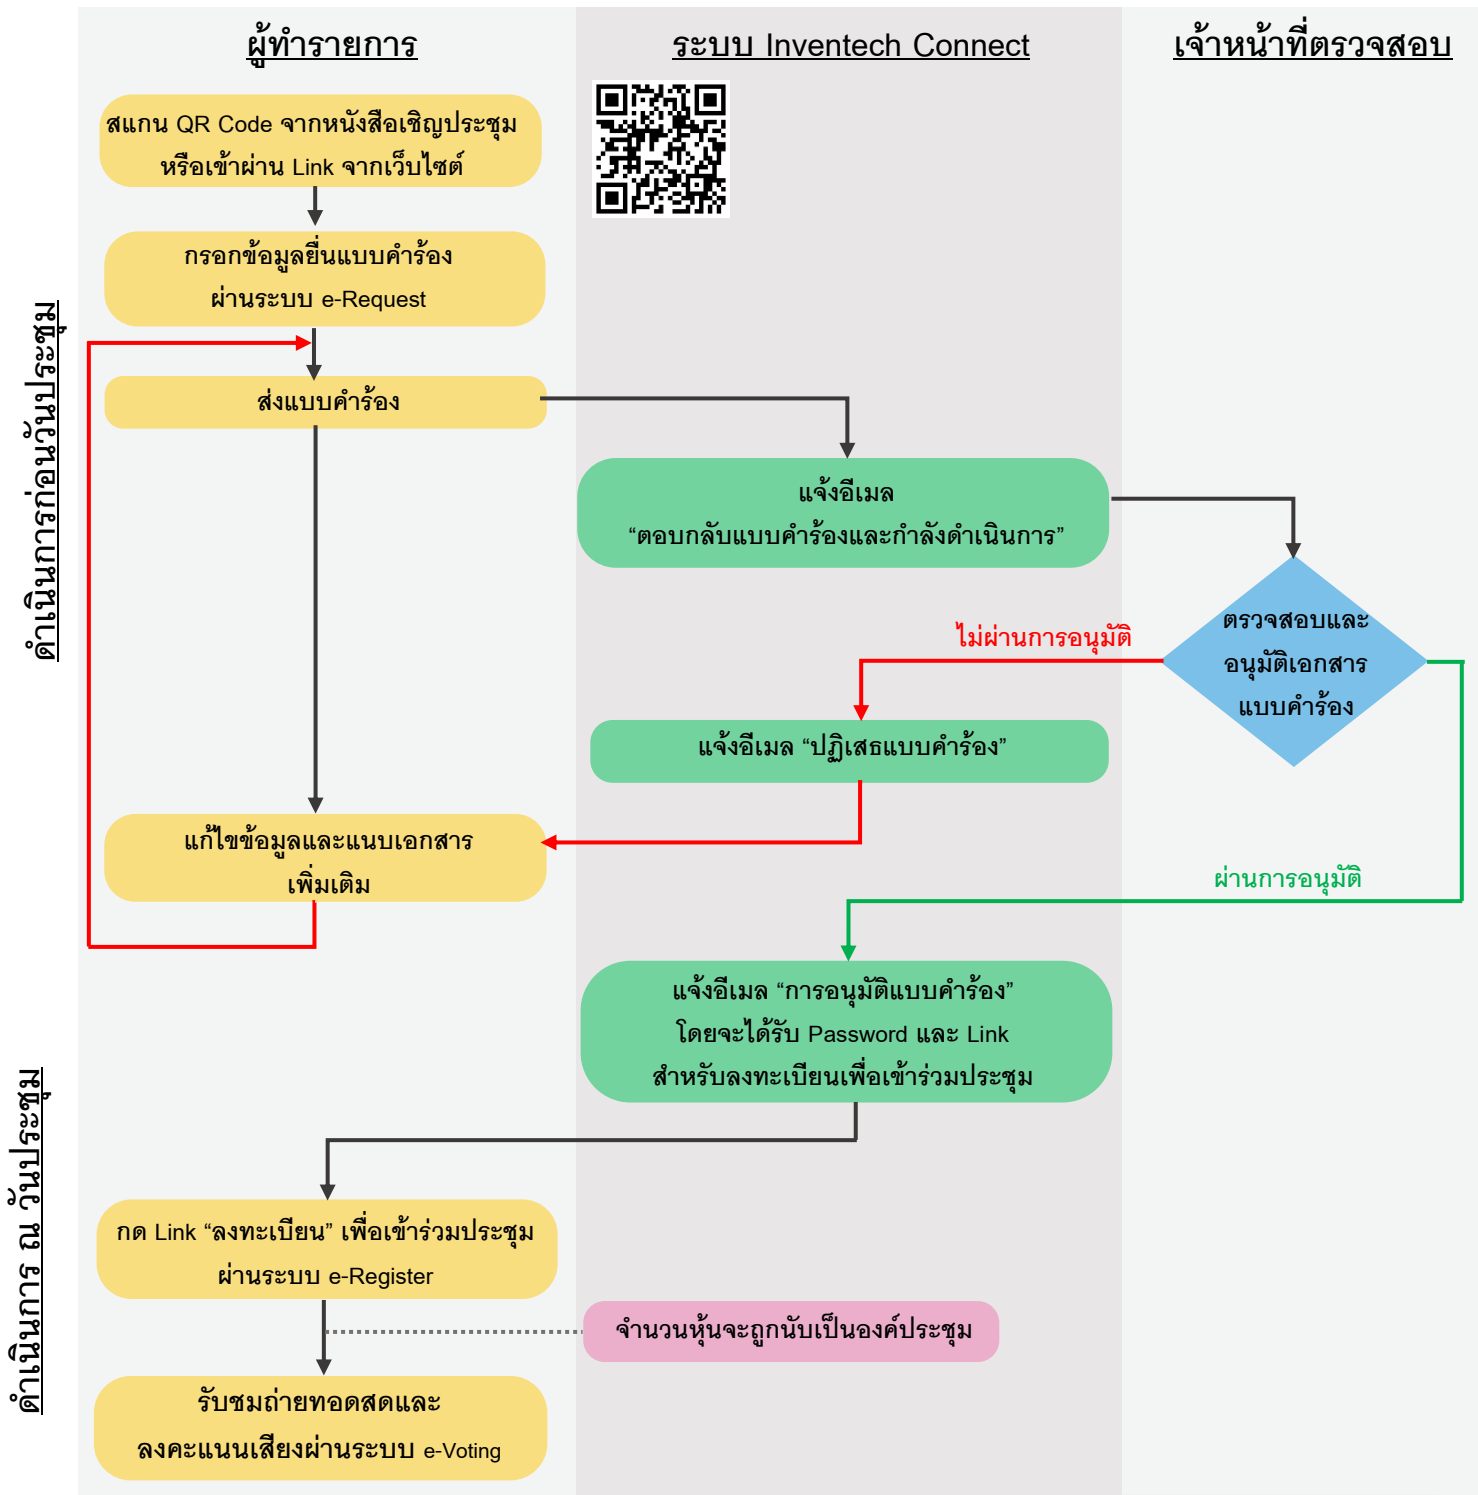 ผู้ทำรายการ
ระบบ Inventech Connect
เจ้าหน้าที่ตรวจสอบ
ดำเนินการก่อนวันประชุม
สแกน QR Code จากหนังสือเชิญประชุม
หรือเข้าผ่าน Link จากเว็บไซต์
กรอกข้อมูลยื่นแบบคำร้อง
ผ่านระบบ e-Request
ส่งแบบคำร้อง
แจ้งอีเมล
“ตอบกลับแบบคำร้องและกำลังดำเนินการ”
ตรวจสอบและ
อนุมัติเอกสาร
แบบคำร้อง
ไม่ผ่านการอนุมัติ
แจ้งอีเมล “ปฏิเสธแบบคำร้อง”
แก้ไขข้อมูลและแนบเอกสาร
เพิ่มเติม
ผ่านการอนุมัติ
แจ้งอีเมล “การอนุมัติแบบคำร้อง”
โดยจะได้รับ Password และ Link
สำหรับลงทะเบียนเพื่อเข้าร่วมประชุม
ดำเนินการ ณ วันประชุม
กด Link “ลงทะเบียน” เพื่อเข้าร่วมประชุม
ผ่านระบบ e-Register
จำนวนหุ้นจะถูกนับเป็นองค์ประชุม
รับชมถ่ายทอดสดและ
ลงคะแนนเสียงผ่านระบบ e-Voting